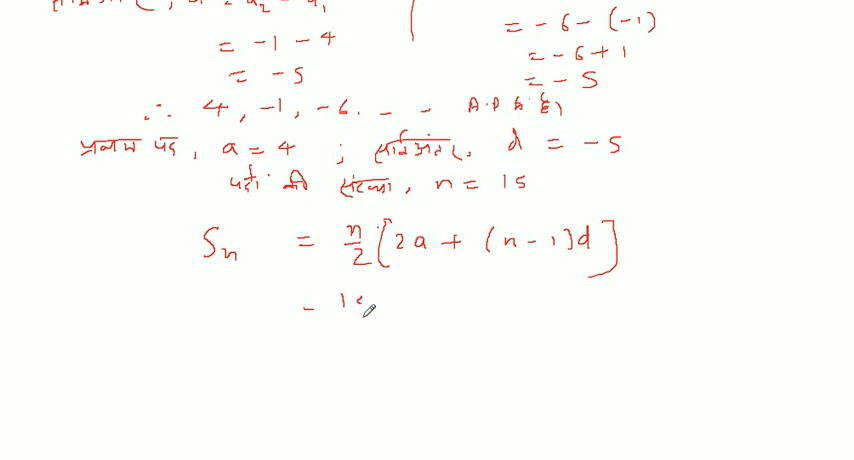 = -1 - 4
= -5
= -6 - (-1)
= -6 + 1
= -5
∴ 4, -1, -6. - - A.P है।
प्रथम पद, a = 4 ; सार्वअंतर, d = -5
पदों की संख्या, n = 15
Sn = n/2 [2a + (n-1)d]